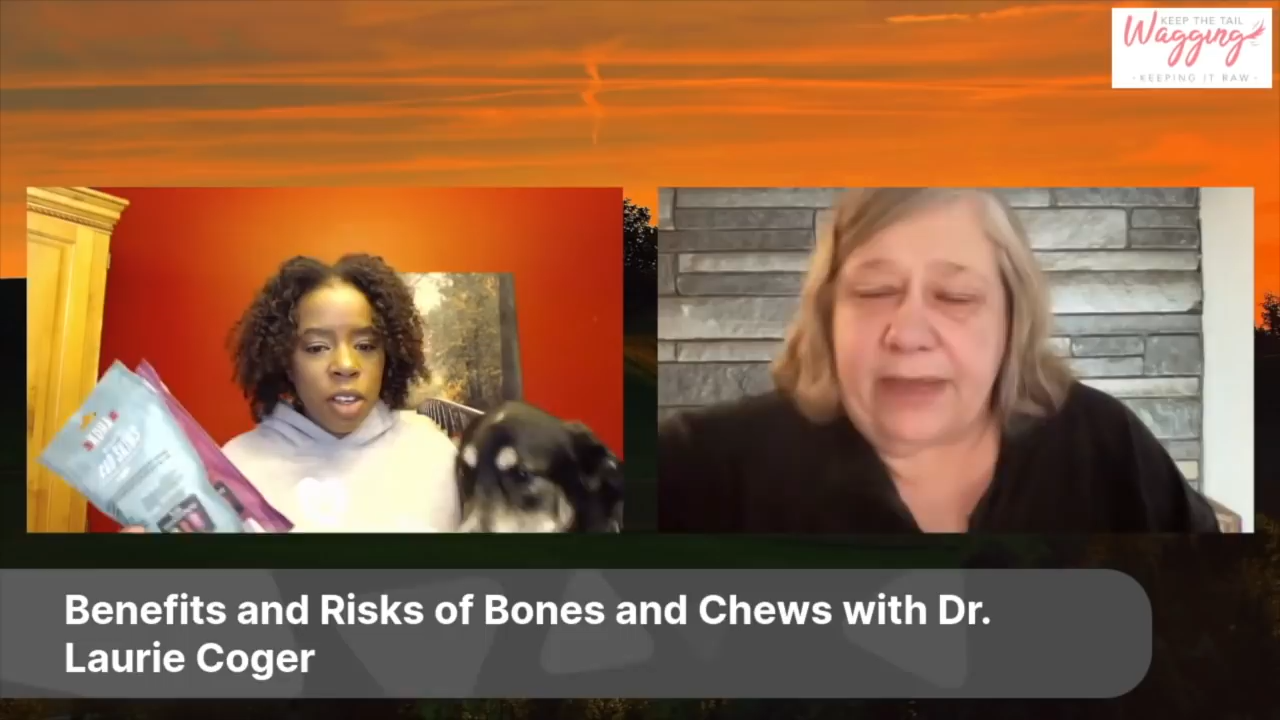 KEEP THE TAIL
Wagging
- KEEPING IT RAW -
Benefits and Risks of Bones and Chews with Dr.
Laurie Coger